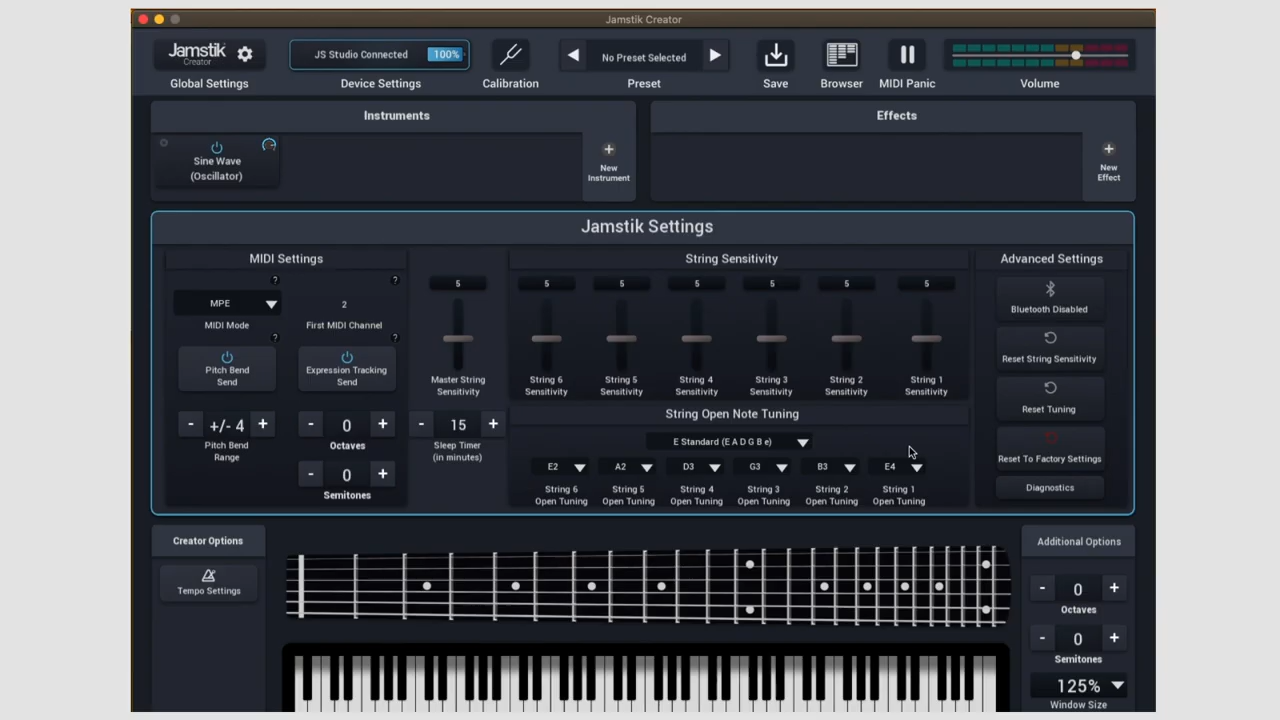 Jamstik Creator
Jamstik
Creator
Global Settings
JS Studio Connected
100%
Device Settings
Calibration
No Preset Selected
Preset
Save
Browser
MIDI Panic
Volume
Instruments
Sine Wave
(Oscillator)
+
New
Instrument
Effects
+
New
Effect
Jamstik Settings
MIDI Settings
?
?
MPE
2
MIDI Mode
First MIDI Channel
?
?
Pitch Bend
Send
Expression Tracking
Send
- +/- 4 +
Pitch Bend
Range
- 0 +
Octaves
- 0 +
Semitones
5
Master String
Sensitivity
- 15 +
Sleep Timer
(in minutes)
String Sensitivity
5 5 5 5 5 5
String 6
Sensitivity
String 5
Sensitivity
String 4
Sensitivity
String 3
Sensitivity
String 2
Sensitivity
String 1
Sensitivity
String Open Note Tuning
E Standard (E A D G B e)
E2 A2 D3 G3 B3 E4
String 6
Open Tuning
String 5
Open Tuning
String 4
Open Tuning
String 3
Open Tuning
String 2
Open Tuning
String 1
Open Tuning
Advanced Settings
Bluetooth Disabled
Reset String Sensitivity
Reset Tuning
Reset To Factory Settings
Diagnostics
Creator Options
Tempo Settings
Additional Options
- 0 +
Octaves
- 0 +
Semitones
125%
Window Size